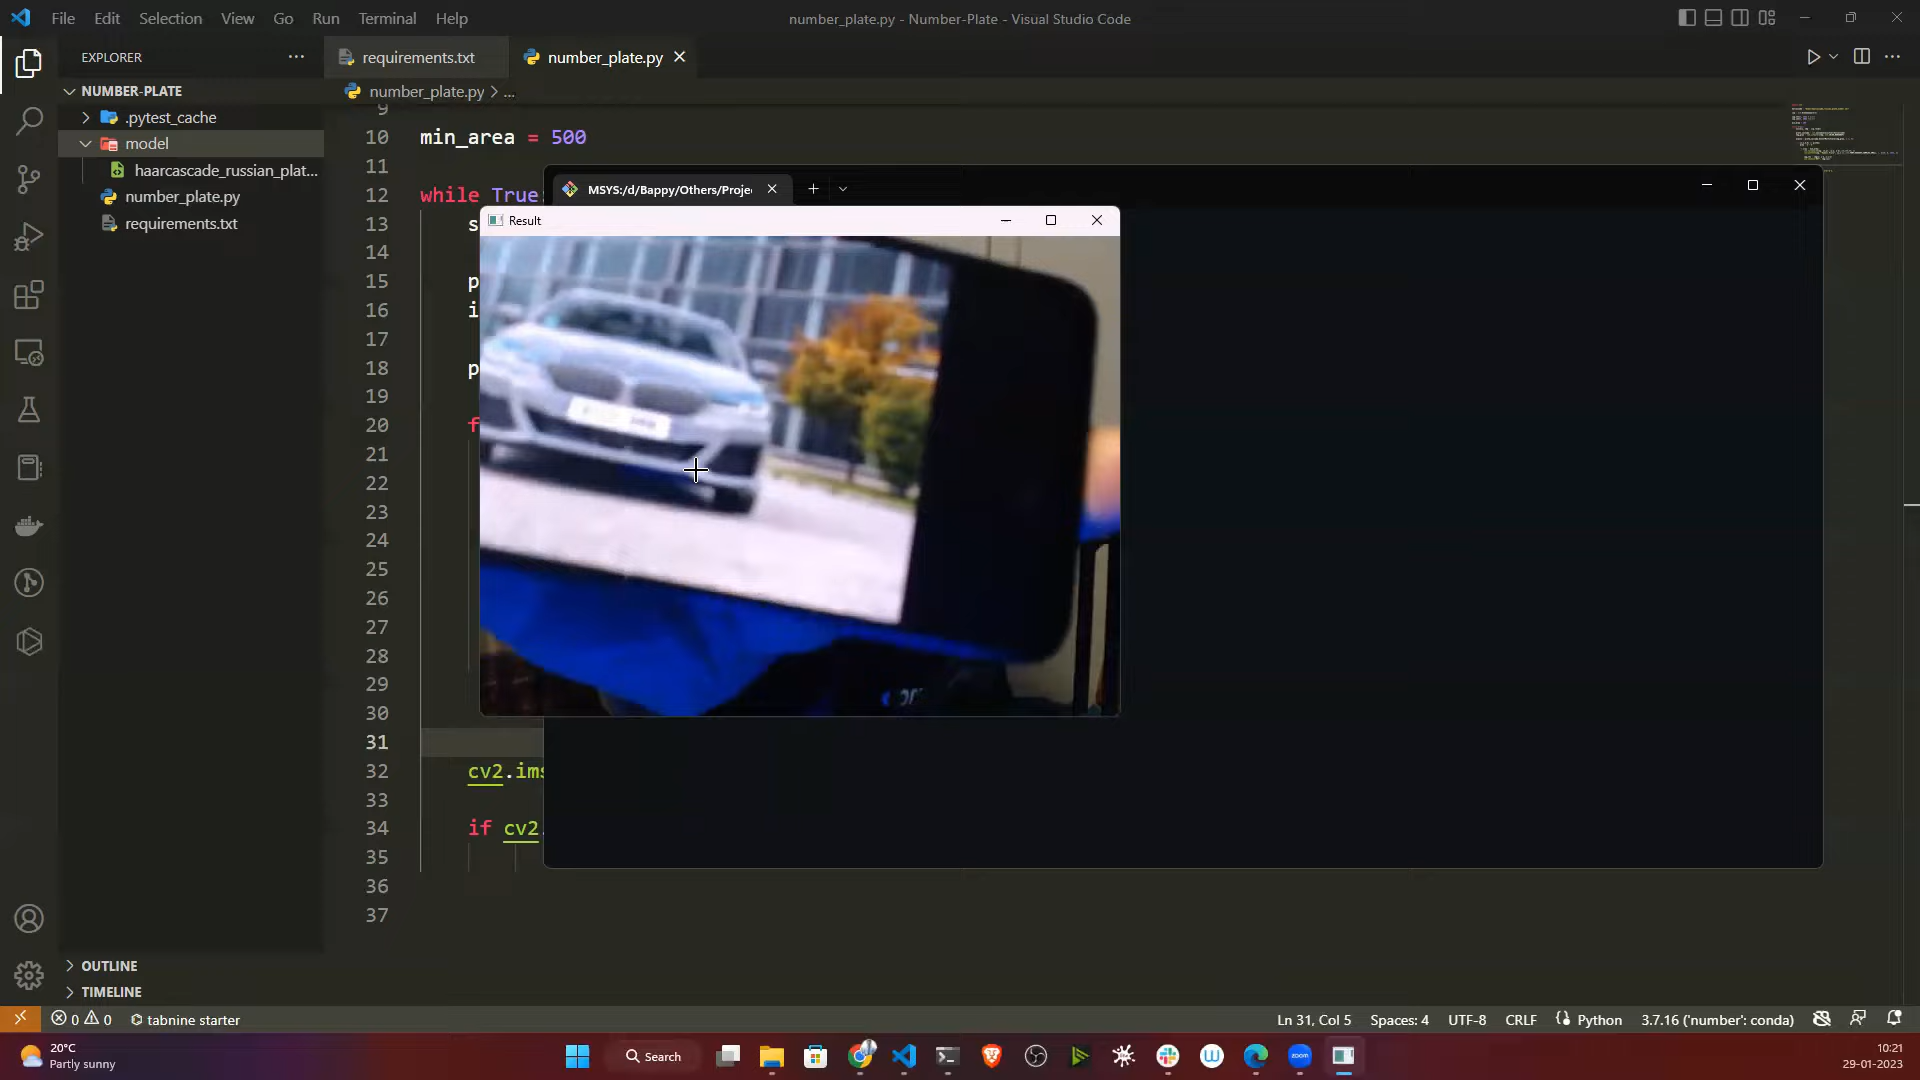 File Edit Selection View Go Run Terminal Help
number_plate.py - Number-Plate - Visual Studio Code
EXPLORER
requirements.txt
number_plate.py
NUMBER-PLATE
.pytest_cache
model
haarcascade_russian_plat...
number_plate.py
requirements.txt
number_plate.py > ...
9
10 min_area = 500
11
12 while True
13 s
14
15 p
16 i
17
18 p
19
20 f
21
22
23
24
25
26
27
28
29
30
31
32 cv2.ims
33
34 if cv2.
35
36
37
MSYS:/d/Bappy/Others/Proje
Result
OUTLINE
TIMELINE
0 0 tabnine starter
Ln 31, Col 5 Spaces: 4 UTF-8 CRLF Python 3.7.16 ('number': conda)
20°C
Partly sunny
Search
zoom
10:21
29-01-2023